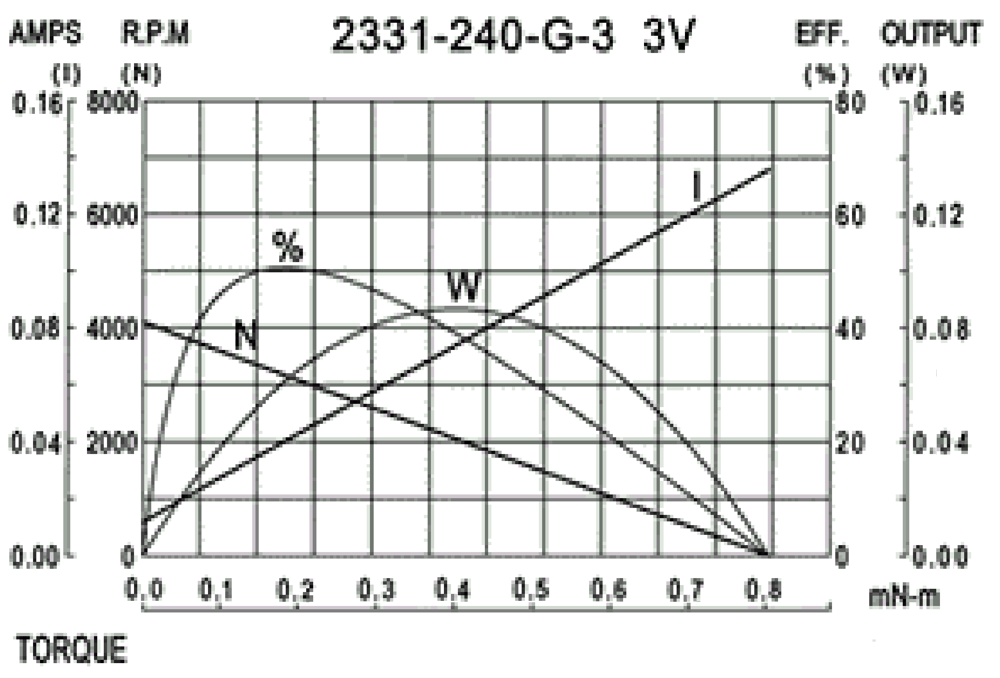 AMPS R.P.M 2331-240-G-3 3V EFF. OUTPUT
(I) (N) (%) (W)
0.16 8000 80 0.16
I
0.12 6000 60 0.12
%
W
N
0.08 4000 40 0.08
0.04 2000 20 0.04
0.00 0 0 0.00
0.0 0.1 0.2 0.3 0.4 0.5 0.6 0.7 0.8 mN-m
TORQUE